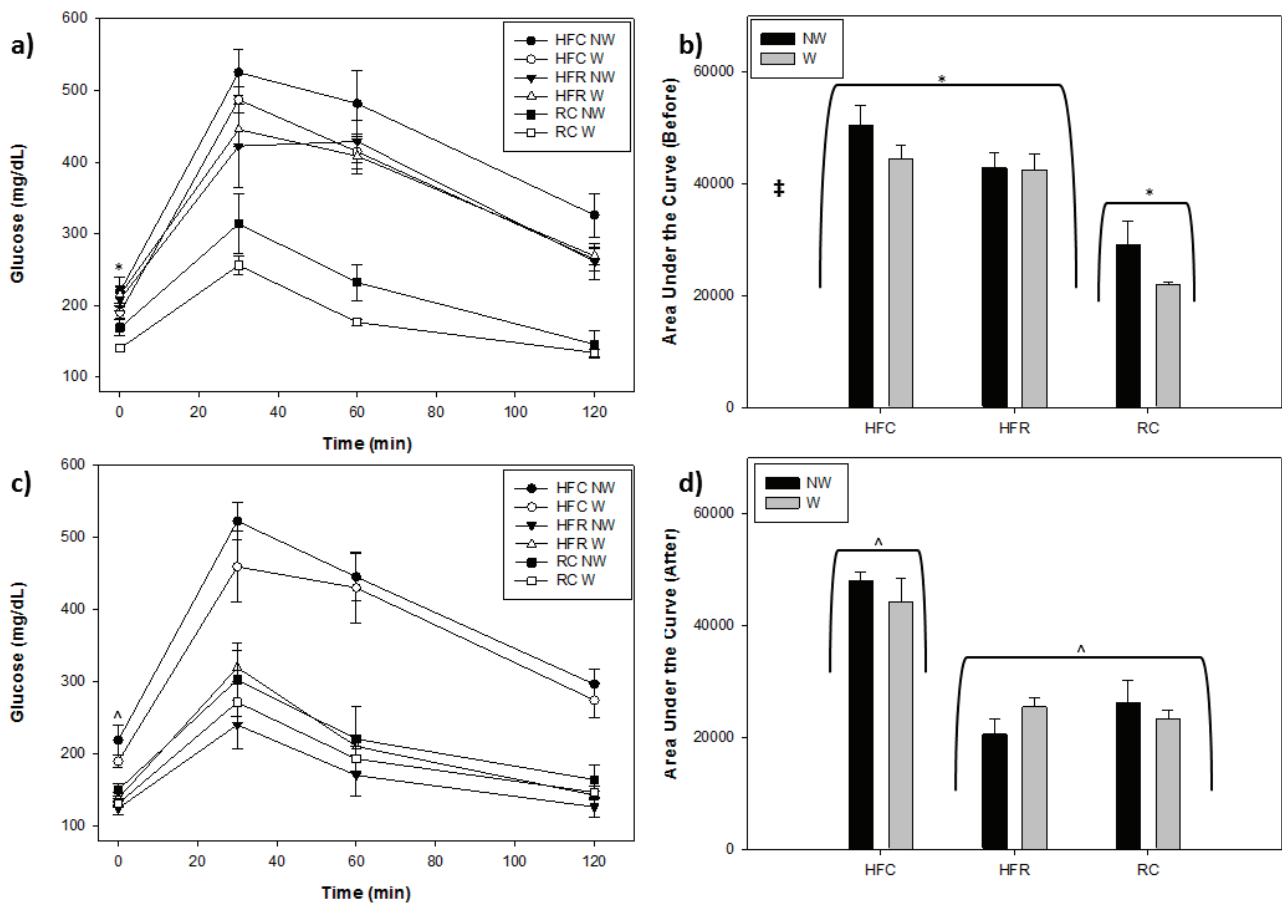 a)
600
500
400
300
200
100
Glucose (mg/dL)
*
HFC NW
HFC W
HFR NW
HFR W
RC NW
RC W
0 20 40 60 80 100 120
Time (min)
b)
60000
40000
20000
0
Area Under the Curve (Before)
NW
W
*
‡
*
HFC HFR RC
c)
600
500
400
300
200
100
Glucose (mg/dL)
^
HFC NW
HFC W
HFR NW
HFR W
RC NW
RC W
0 20 40 60 80 100 120
Time (min)
d)
60000
40000
20000
0
Area Under the Curve (After)
NW
W
^
^
HFC HFR RC